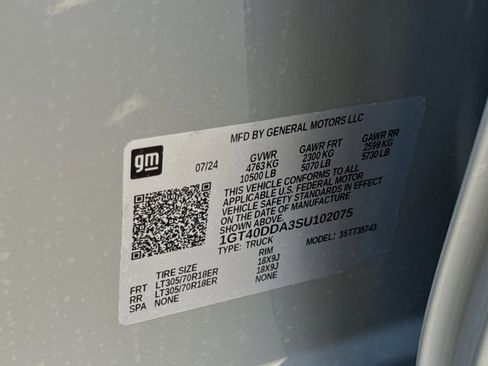 gm
MFD BY GENERAL MOTORS LLC
07/24 GVWR GAWR FRT GAWR RR
4763 KG 2300 KG 2599 KG
10500 LB 5070 LB 5730 LB
THIS VEHICLE CONFORMS TO ALL
APPLICABLE U.S. FEDERAL MOTOR
VEHICLE SAFETY STANDARDS IN EFFECT
ON THE DATE OF MANUFACTURE
SHOWN ABOVE.
1GT40DDA3SU102075
TYPE: TRUCK MODEL: 35TT35743
TIRE SIZE RIM
FRT LT305/70R18ER 18X9J
RR LT305/70R18ER 18X9J
SPA NONE NONE